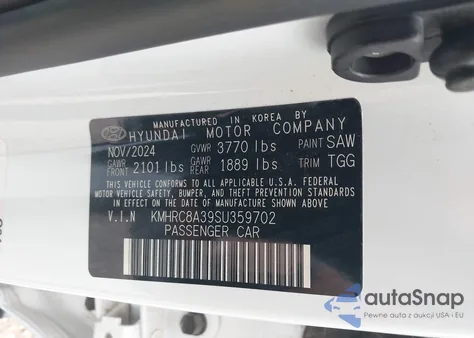 MANUFACTURED IN KOREA BY
HYUNDAI MOTOR COMPANY
NOV/2024 GVWR 3770 lbs PAINT SAW
GAWR FRONT 2101 lbs GAWR REAR 1889 lbs TRIM TGG
THIS VEHICLE CONFORMS TO ALL APPLICABLE U.S.A. FEDERAL
MOTOR VEHICLE SAFETY, BUMPER, AND THEFT PREVENTION STANDARDS
IN EFFECT ON THE DATE OF MANUFACTURE SHOWN ABOVE.
V.I.N KMHRC8A39SU359702
PASSENGER CAR
autaSnap
Pomoc w zakupie z aukcji USA i EU